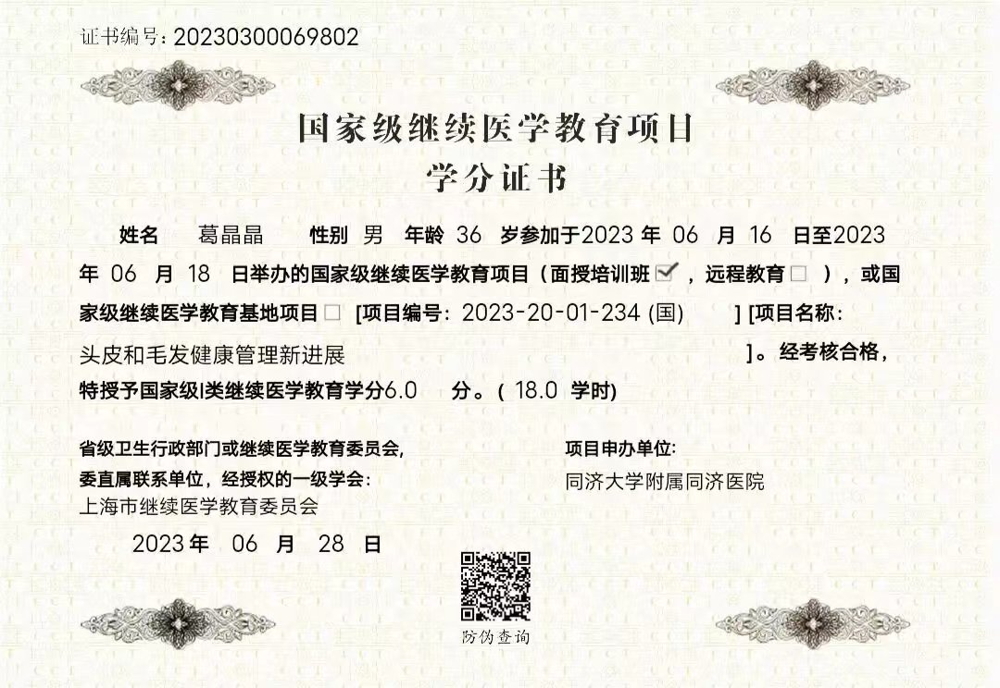 证书编号：20230300069802
国家级继续医学教育项目
学分证书
姓名 葛晶晶 性别 男 年龄 36 岁参加于2023 年 06 月 16 日至2023
年 06 月 18 日举办的国家级继续医学教育项目（面授培训班☑，远程教育□ ），或国
家级继续医学教育基地项目□ [项目编号：2023-20-01-234 (国) ] [项目名称：
头皮和毛发健康管理新进展 ]。经考核合格，
特授予国家级I类继续医学教育学分6.0 分。( 18.0 学时)
省级卫生行政部门或继续医学教育委员会，
委直属联系单位，经授权的一级学会：
上海市继续医学教育委员会
2023 年 06 月 28 日
项目申办单位：
同济大学附属同济医院
防伪查询